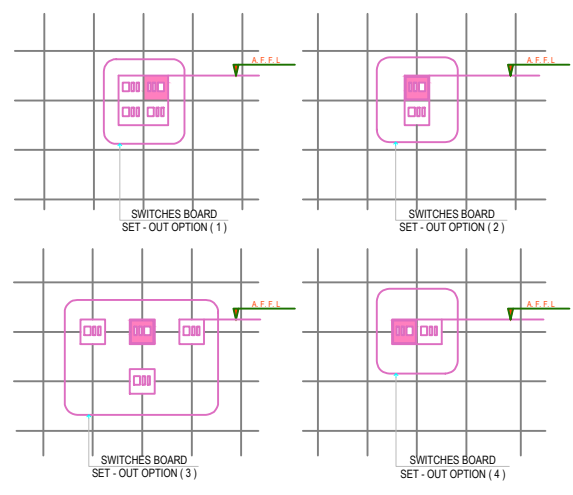 A.F.F.L
A.F.F.L
SWITCHES BOARD
SET - OUT OPTION ( 1 )
SWITCHES BOARD
SET - OUT OPTION ( 2 )
A.F.F.L
A.F.F.L
SWITCHES BOARD
SET - OUT OPTION ( 3 )
SWITCHES BOARD
SET - OUT OPTION ( 4 )